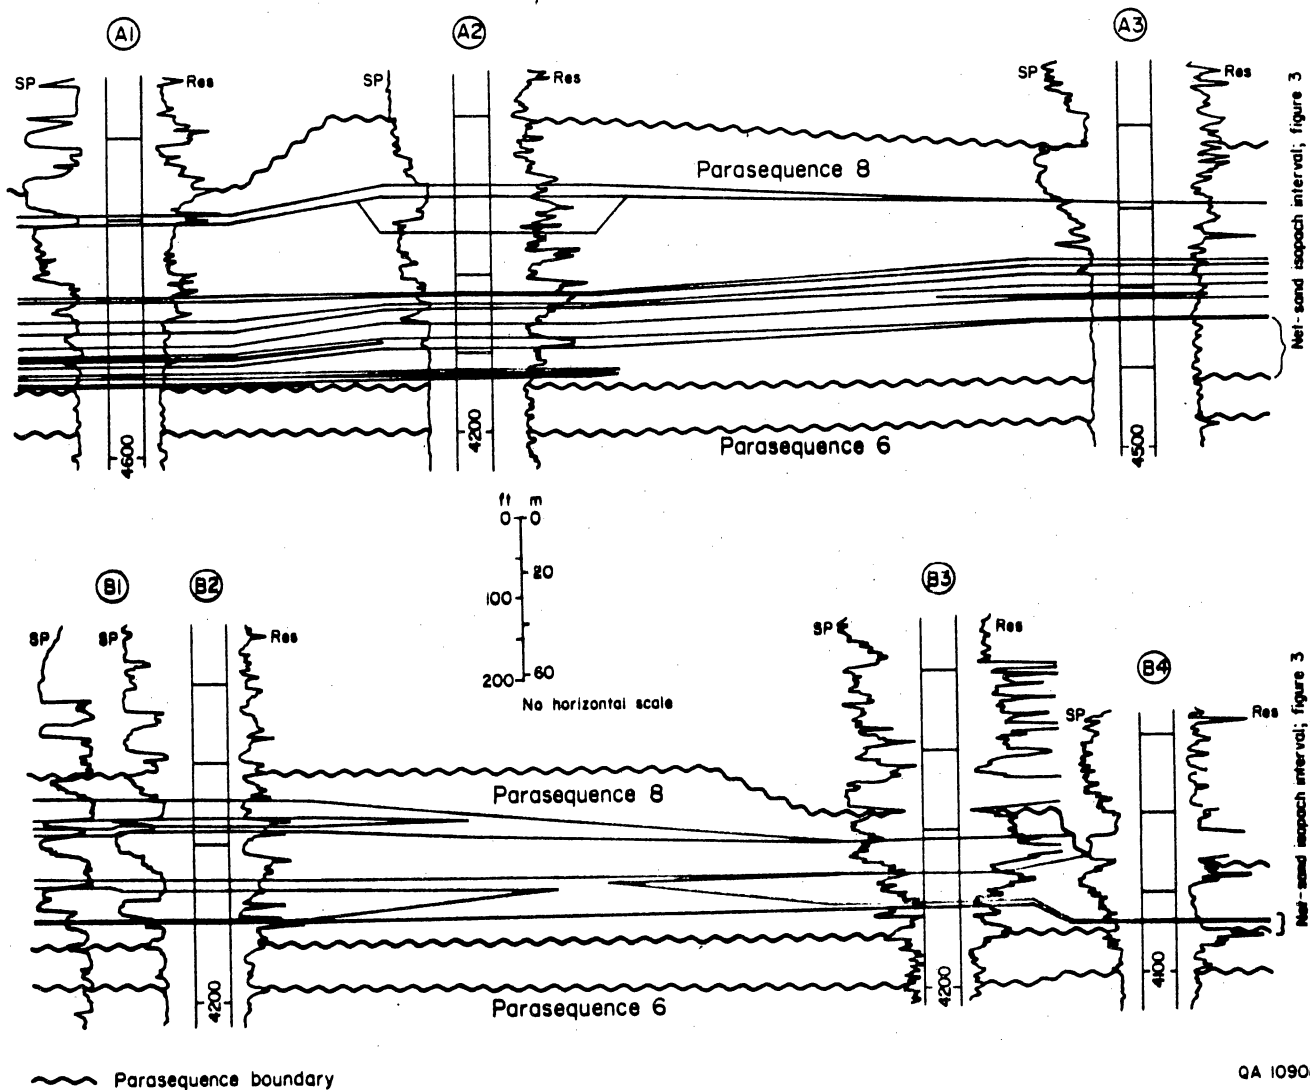 A1
A2
A3
SP
Res
SP
Res
SP
Res
Parasequence 8
Parasequence 6
4600
4200
4500
Net-sand isopach interval; figure 3
ft m
0 0
20
100
200 60
No horizontal scale
B1
B2
B3
B4
SP
SP
Res
SP
Res
SP
Res
Parasequence 8
Parasequence 6
4200
4200
4100
Net-sand isopach interval; figure 3
Parasequence boundary
QA 1090